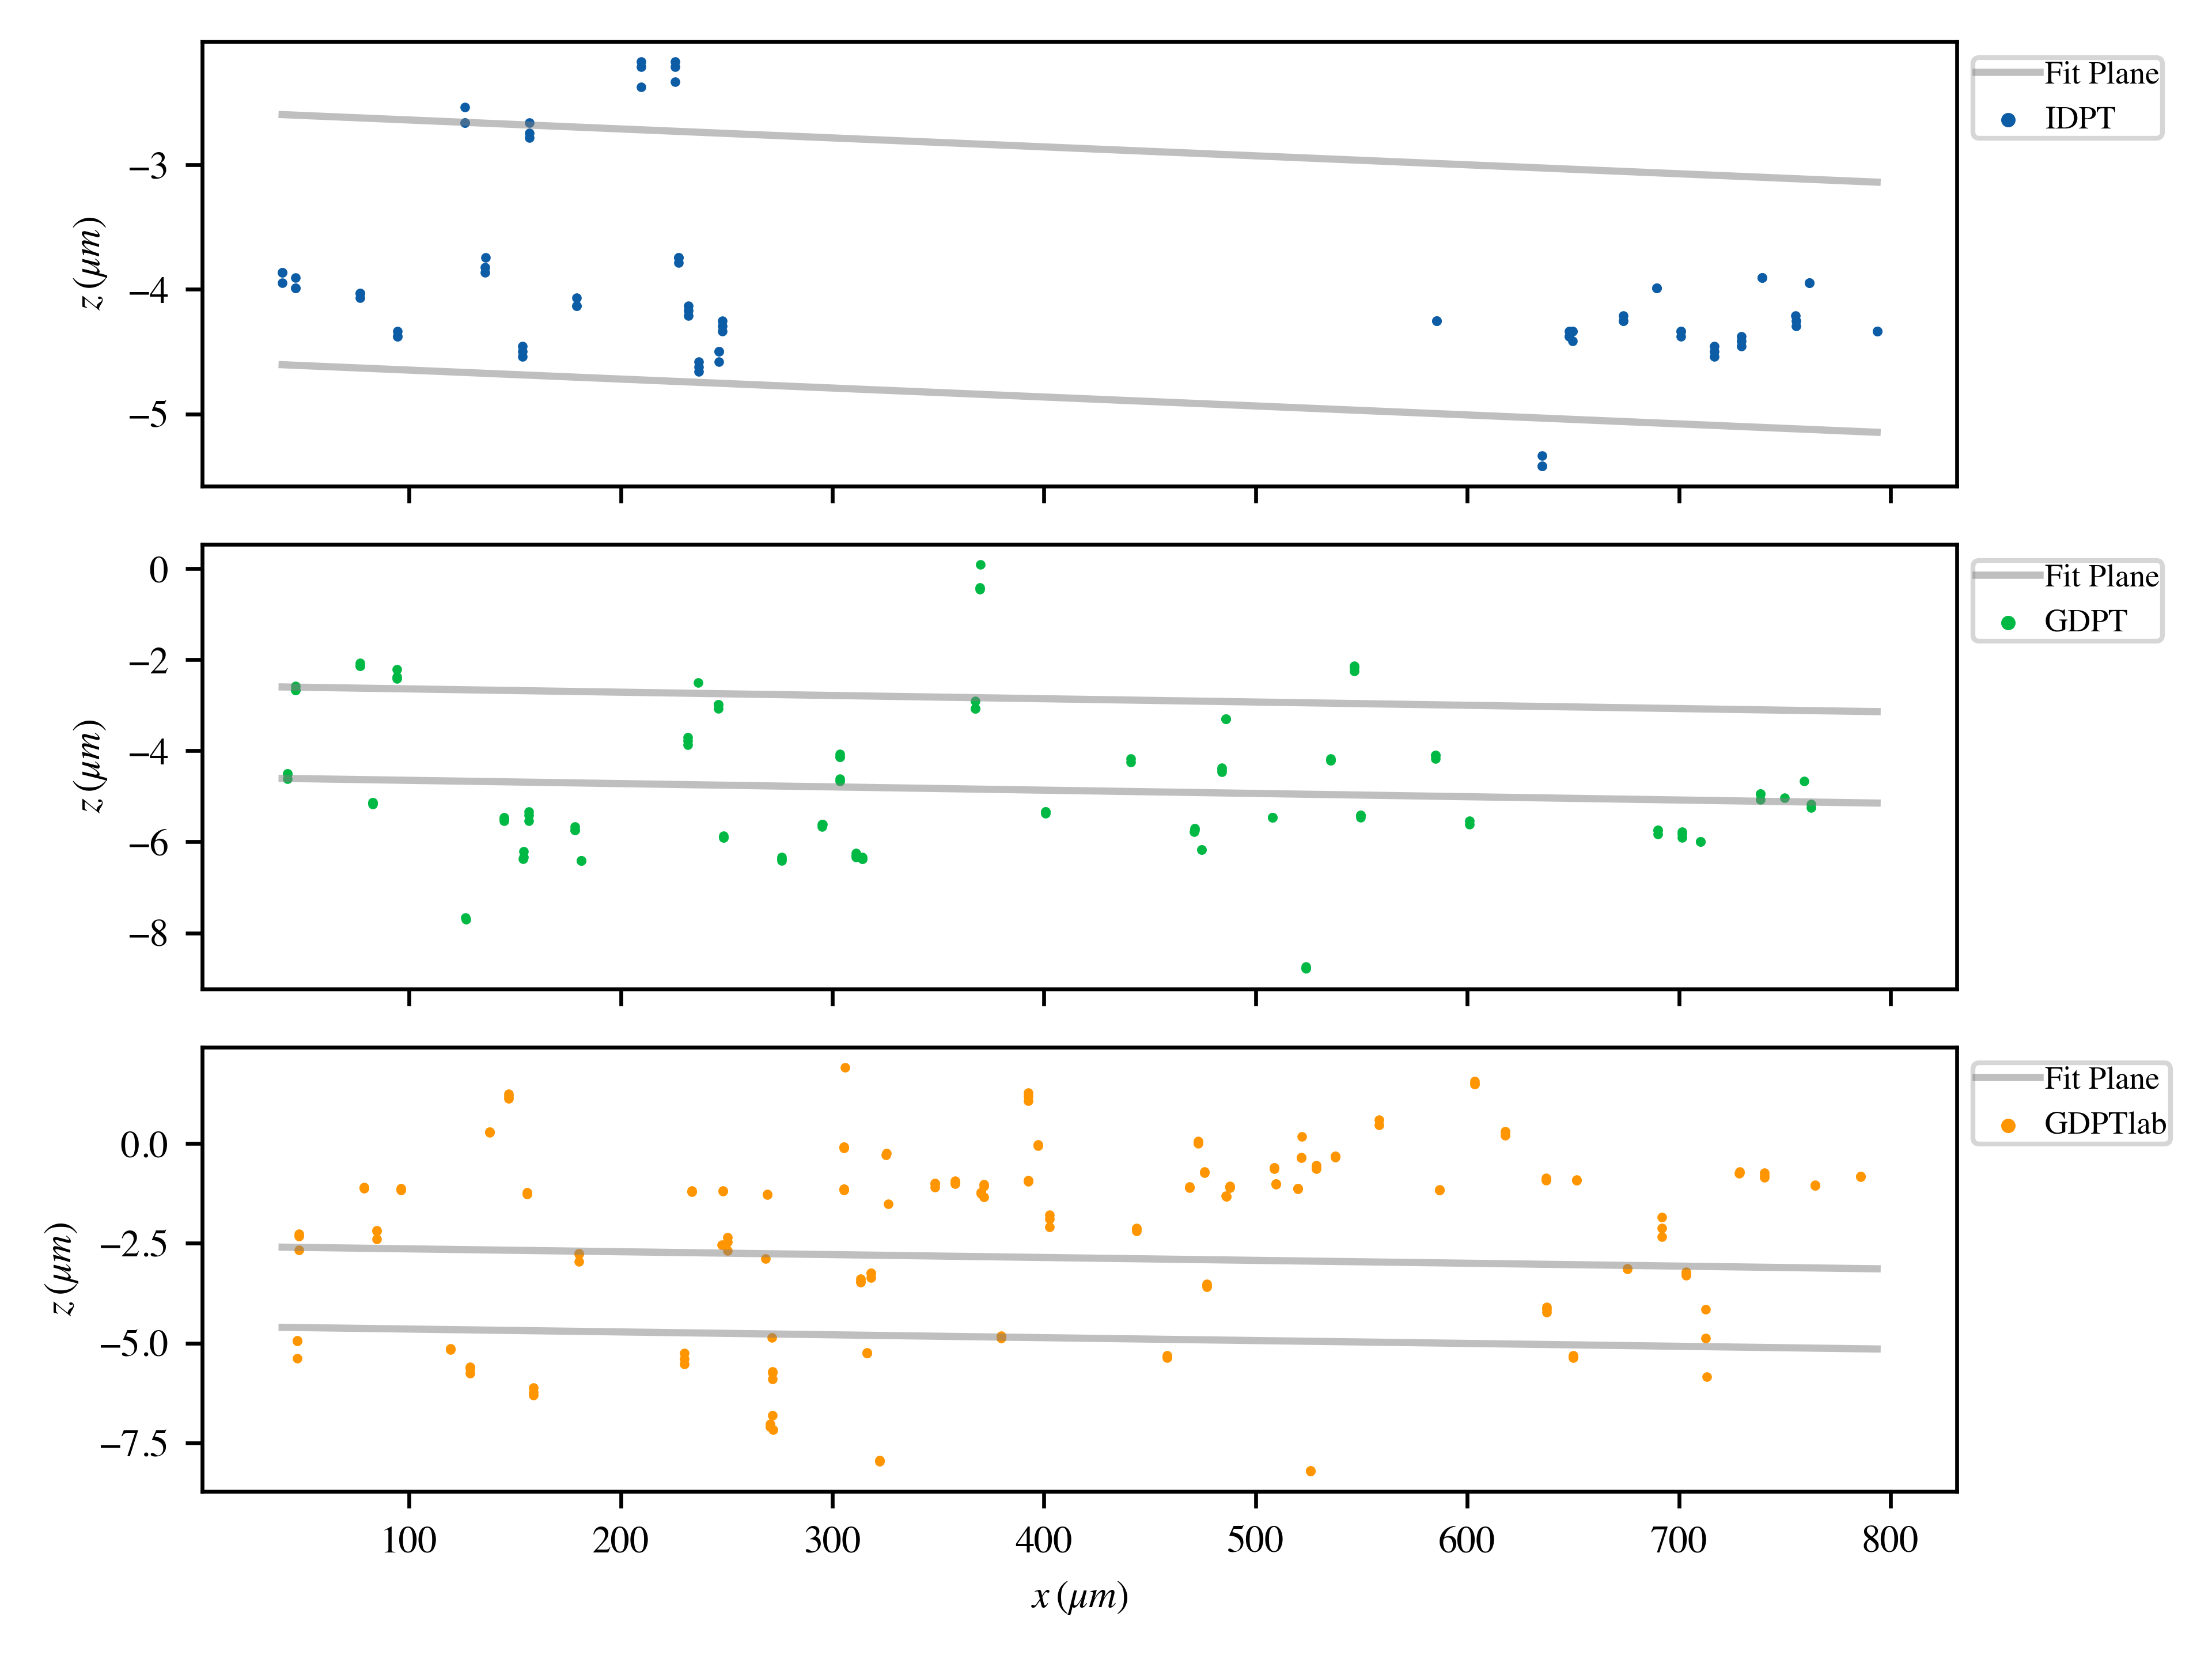 Fit Plane
IDPT
−3
−4
−5
z (μm)
Fit Plane
GDPT
0
−2
−4
−6
−8
z (μm)
Fit Plane
GDPTlab
0.0
−2.5
−5.0
−7.5
z (μm)
100 200 300 400 500 600 700 800
x (μm)